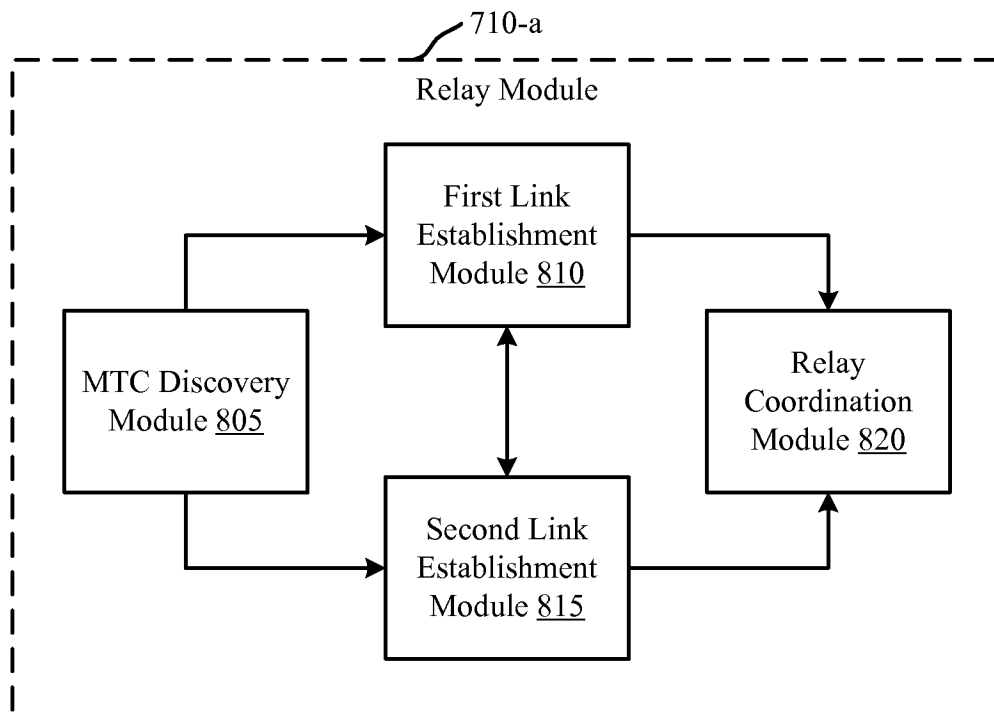 710-a
Relay Module
First Link
Establishment
Module 810
MTC Discovery
Module 805
Relay
Coordination
Module 820
Second Link
Establishment
Module 815